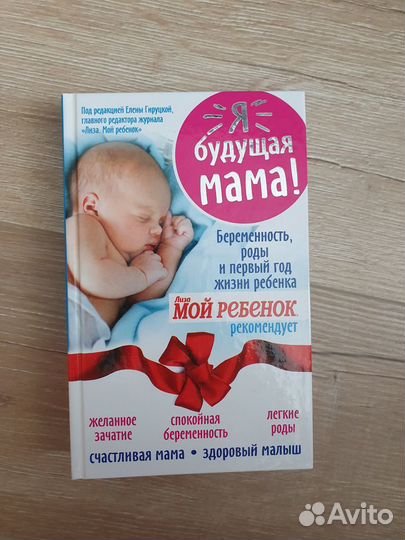 Под редакцией Елены Гируцкой,
главного редактора журнала
«Лиза. Мой ребенок»
Я
будущая
мама!
Беременность,
роды
и первый год
жизни ребенка
Лиза
МОЙ РЕБЕНОК
рекомендует
желанное
зачатие
спокойная
беременность
легкие
роды
счастливая мама • здоровый малыш
Avito